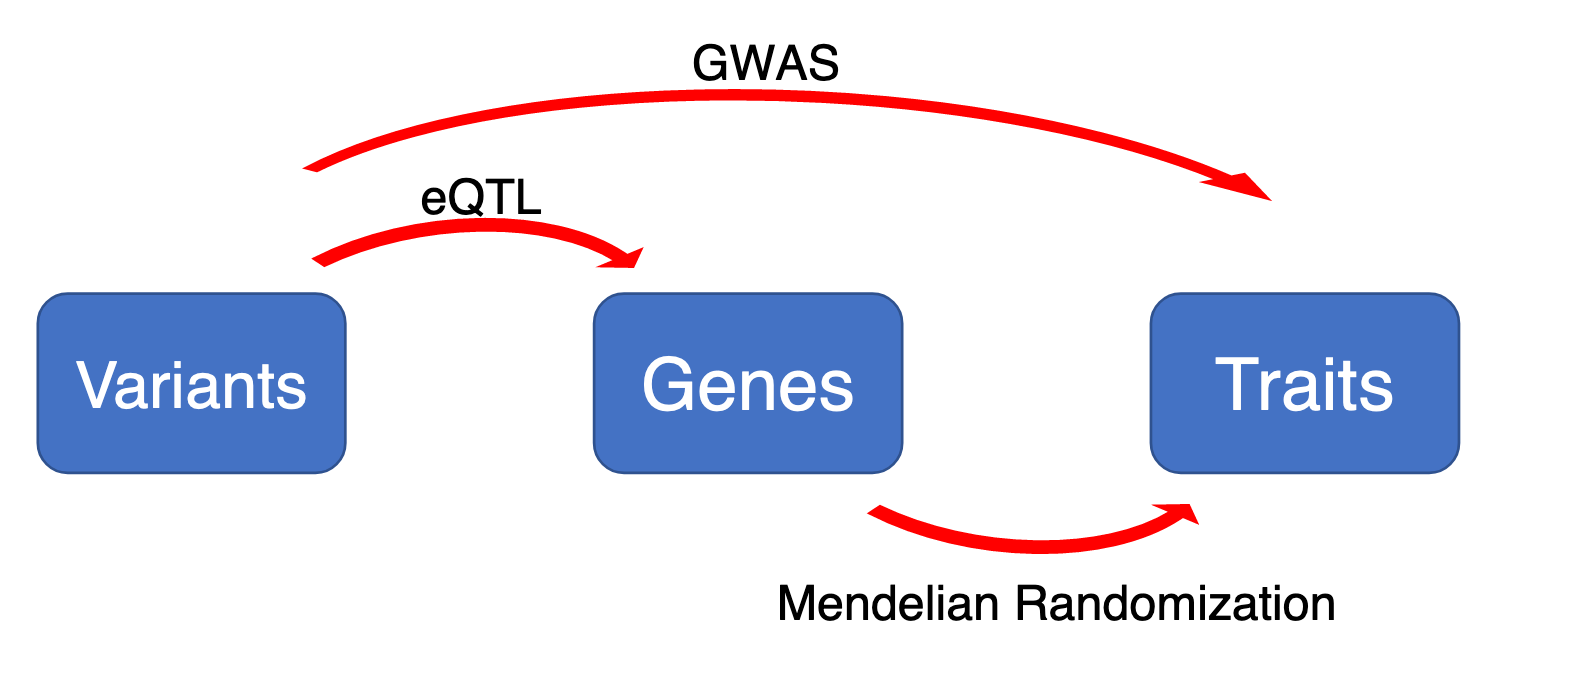 GWAS
eQTL
Variants
Genes
Traits
Mendelian Randomization